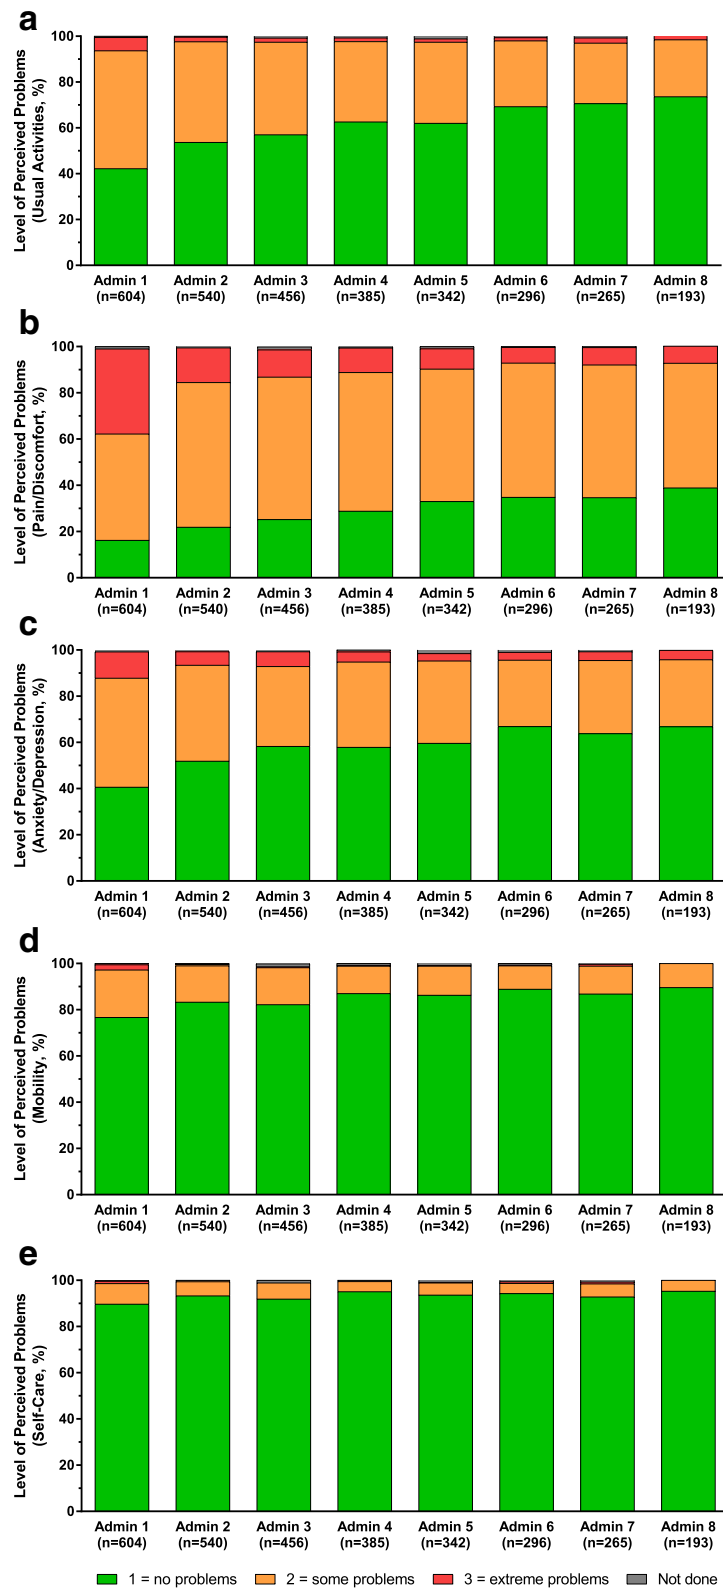 a
Level of Perceived Problems
(Usual Activities, %)
100
80
60
40
20
0
Admin 1 Admin 2 Admin 3 Admin 4 Admin 5 Admin 6 Admin 7 Admin 8
(n=604) (n=540) (n=456) (n=385) (n=342) (n=296) (n=265) (n=193)
b
Level of Perceived Problems
(Pain/Discomfort, %)
100
80
60
40
20
0
Admin 1 Admin 2 Admin 3 Admin 4 Admin 5 Admin 6 Admin 7 Admin 8
(n=604) (n=540) (n=456) (n=385) (n=342) (n=296) (n=265) (n=193)
c
Level of Perceived Problems
(Anxiety/Depression, %)
100
80
60
40
20
0
Admin 1 Admin 2 Admin 3 Admin 4 Admin 5 Admin 6 Admin 7 Admin 8
(n=604) (n=540) (n=456) (n=385) (n=342) (n=296) (n=265) (n=193)
d
Level of Perceived Problems
(Mobility, %)
100
80
60
40
20
0
Admin 1 Admin 2 Admin 3 Admin 4 Admin 5 Admin 6 Admin 7 Admin 8
(n=604) (n=540) (n=456) (n=385) (n=342) (n=296) (n=265) (n=193)
e
Level of Perceived Problems
(Self-Care, %)
100
80
60
40
20
0
Admin 1 Admin 2 Admin 3 Admin 4 Admin 5 Admin 6 Admin 7 Admin 8
(n=604) (n=540) (n=456) (n=385) (n=342) (n=296) (n=265) (n=193)
1 = no problems 2 = some problems 3 = extreme problems Not done